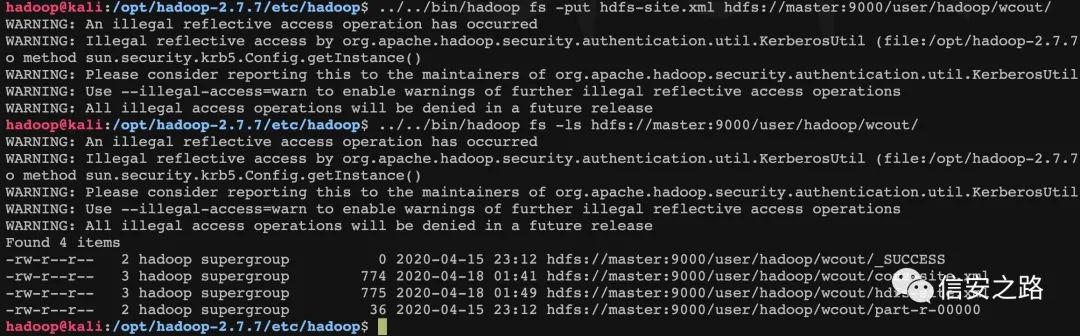 hadoop@kali:/opt/hadoop-2.7.7/etc/hadoop$ ../../bin/hadoop fs -put hdfs-site.xml hdfs://master:9000/user/hadoop/wcout/
WARNING: An illegal reflective access operation has occurred
WARNING: Illegal reflective access by org.apache.hadoop.security.authentication.util.KerberosUtil (file:/opt/hadoop-2.7.7
o method sun.security.krb5.Config.getInstance()
WARNING: Please consider reporting this to the maintainers of org.apache.hadoop.security.authentication.util.KerberosUtil
WARNING: Use --illegal-access=warn to enable warnings of further illegal reflective access operations
WARNING: All illegal access operations will be denied in a future release
hadoop@kali:/opt/hadoop-2.7.7/etc/hadoop$ ../../bin/hadoop fs -ls hdfs://master:9000/user/hadoop/wcout/
WARNING: An illegal reflective access operation has occurred
WARNING: Illegal reflective access by org.apache.hadoop.security.authentication.util.KerberosUtil (file:/opt/hadoop-2.7.7
o method sun.security.krb5.Config.getInstance()
WARNING: Please consider reporting this to the maintainers of org.apache.hadoop.security.authentication.util.KerberosUtil
WARNING: Use --illegal-access=warn to enable warnings of further illegal reflective access operations
WARNING: All illegal access operations will be denied in a future release
Found 4 items
-rw-r--r-- 2 hadoop supergroup 0 2020-04-15 23:12 hdfs://master:9000/user/hadoop/wcout/_SUCCESS
-rw-r--r-- 3 hadoop supergroup 774 2020-04-18 01:41 hdfs://master:9000/user/hadoop/wcout/
-rw-r--r-- 3 hadoop supergroup 775 2020-04-18 01:49 hdfs://master:9000/user/hadoop/wcout/
-rw-r--r-- 2 hadoop supergroup 36 2020-04-15 23:12 hdfs://master:9000/user/hadoop/wcout/part-r-00000
hadoop@kali:/opt/hadoop-2.7.7/etc/hadoop$
信安之路